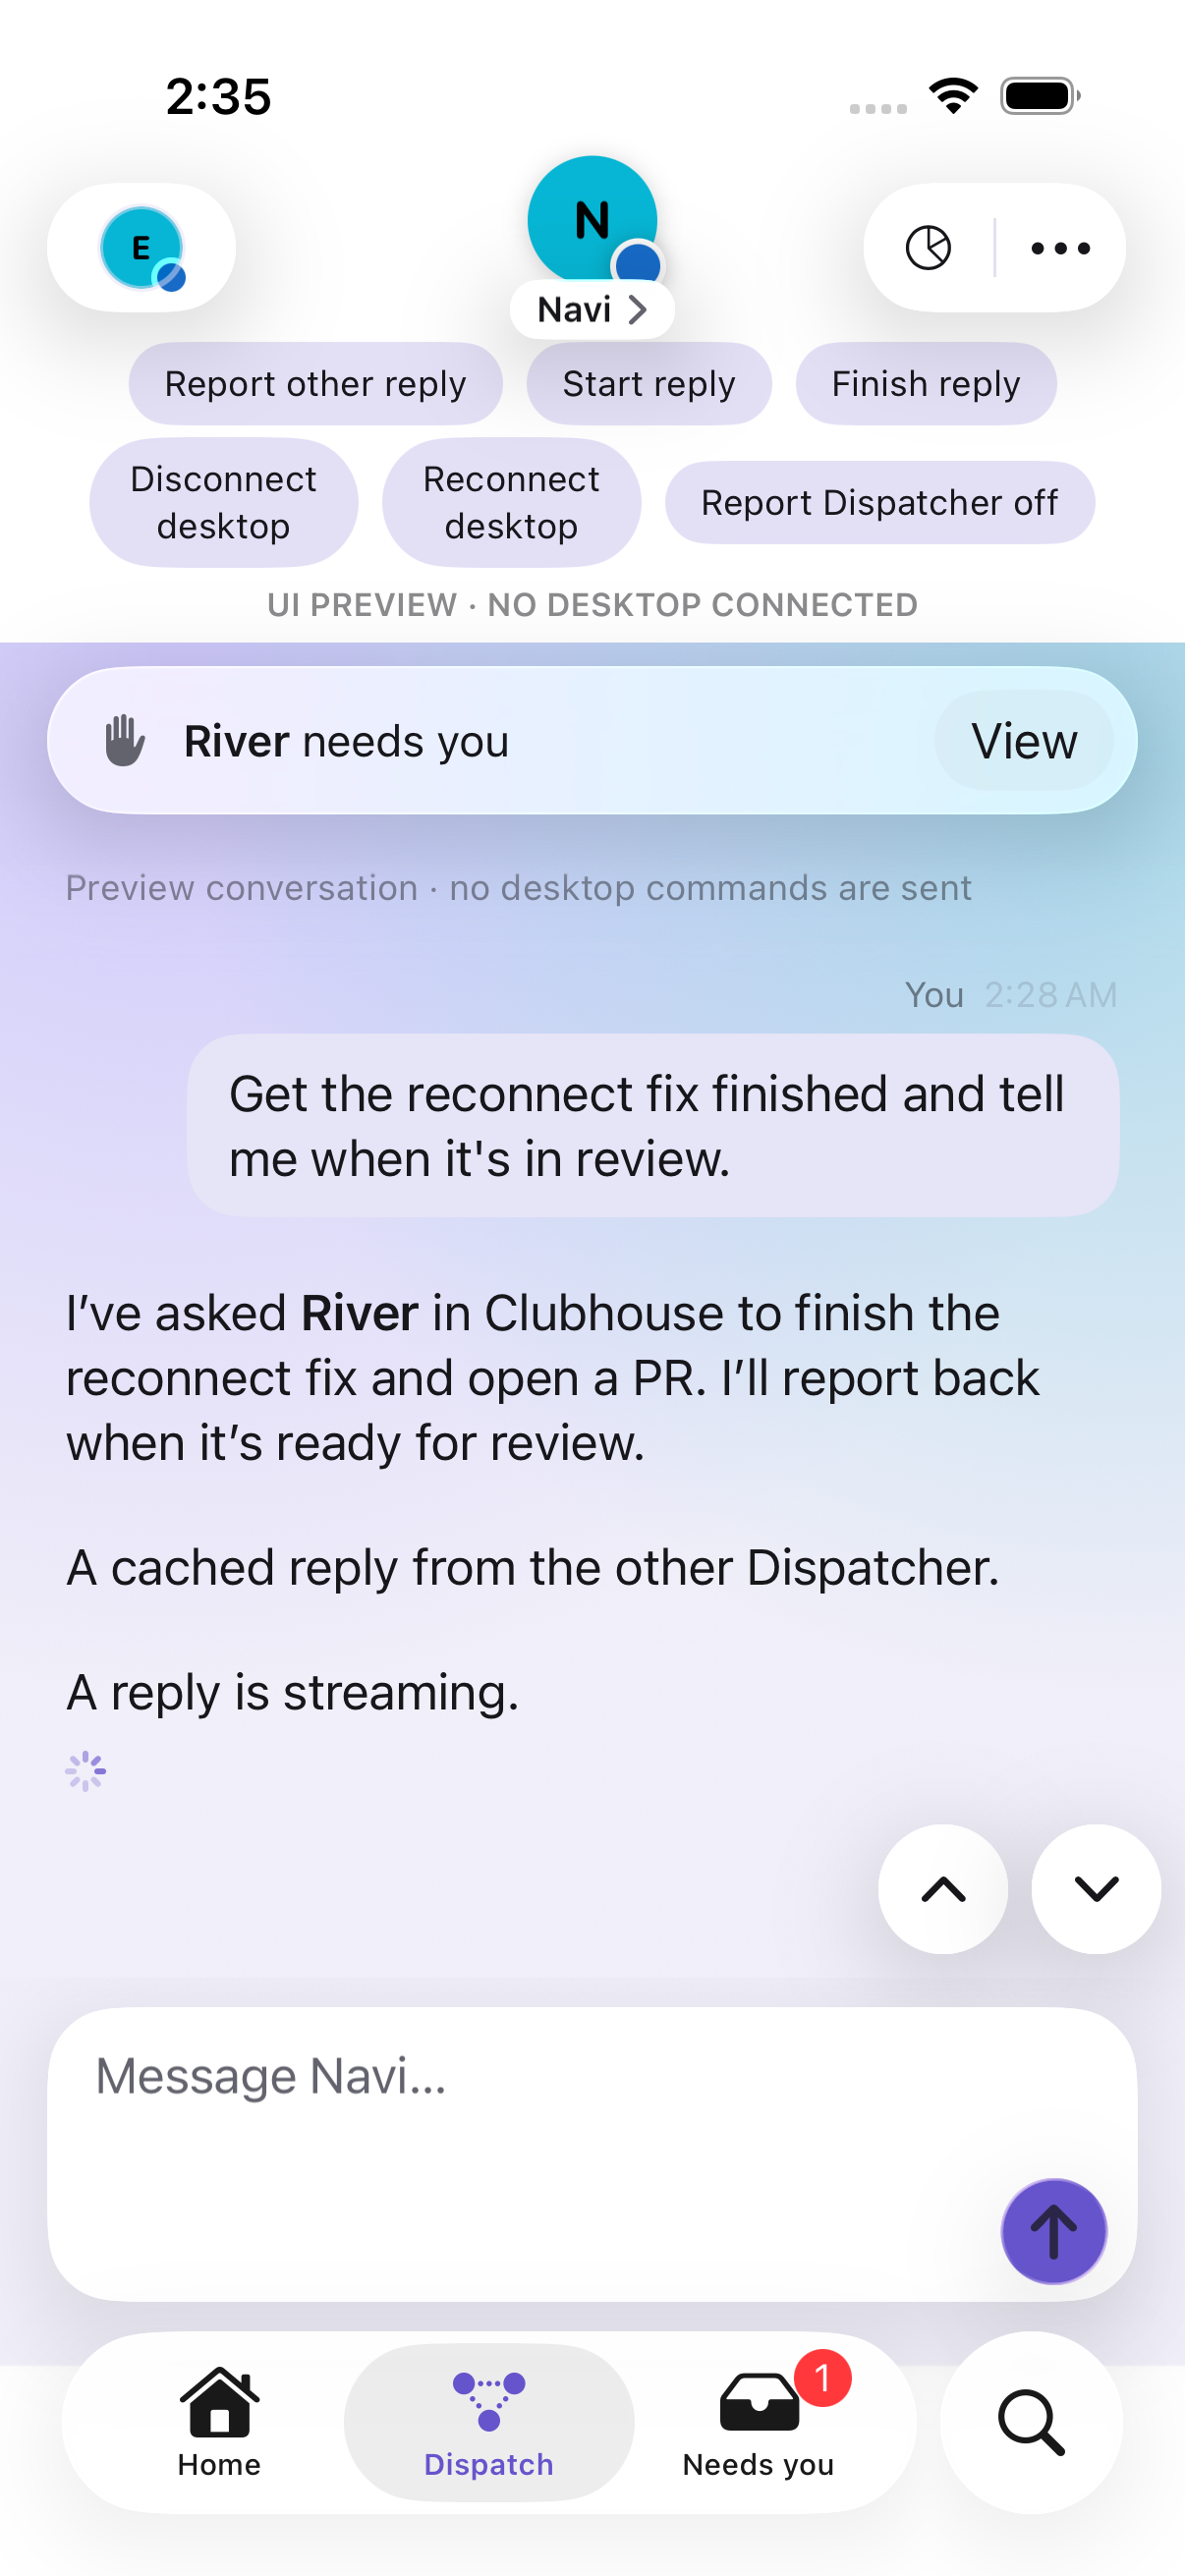 2:35
E
N
Navi
Report other reply
Start reply
Finish reply
Disconnect
desktop
Reconnect
desktop
Report Dispatcher off
UI PREVIEW · NO DESKTOP CONNECTED
River needs you
View
Preview conversation · no desktop commands are sent
You 2:28 AM
Get the reconnect fix finished and tell
me when it's in review.
I’ve asked River in Clubhouse to finish the
reconnect fix and open a PR. I’ll report back
when it’s ready for review.
A cached reply from the other Dispatcher.
A reply is streaming.
Message Navi...
1
Home
Dispatch
Needs you